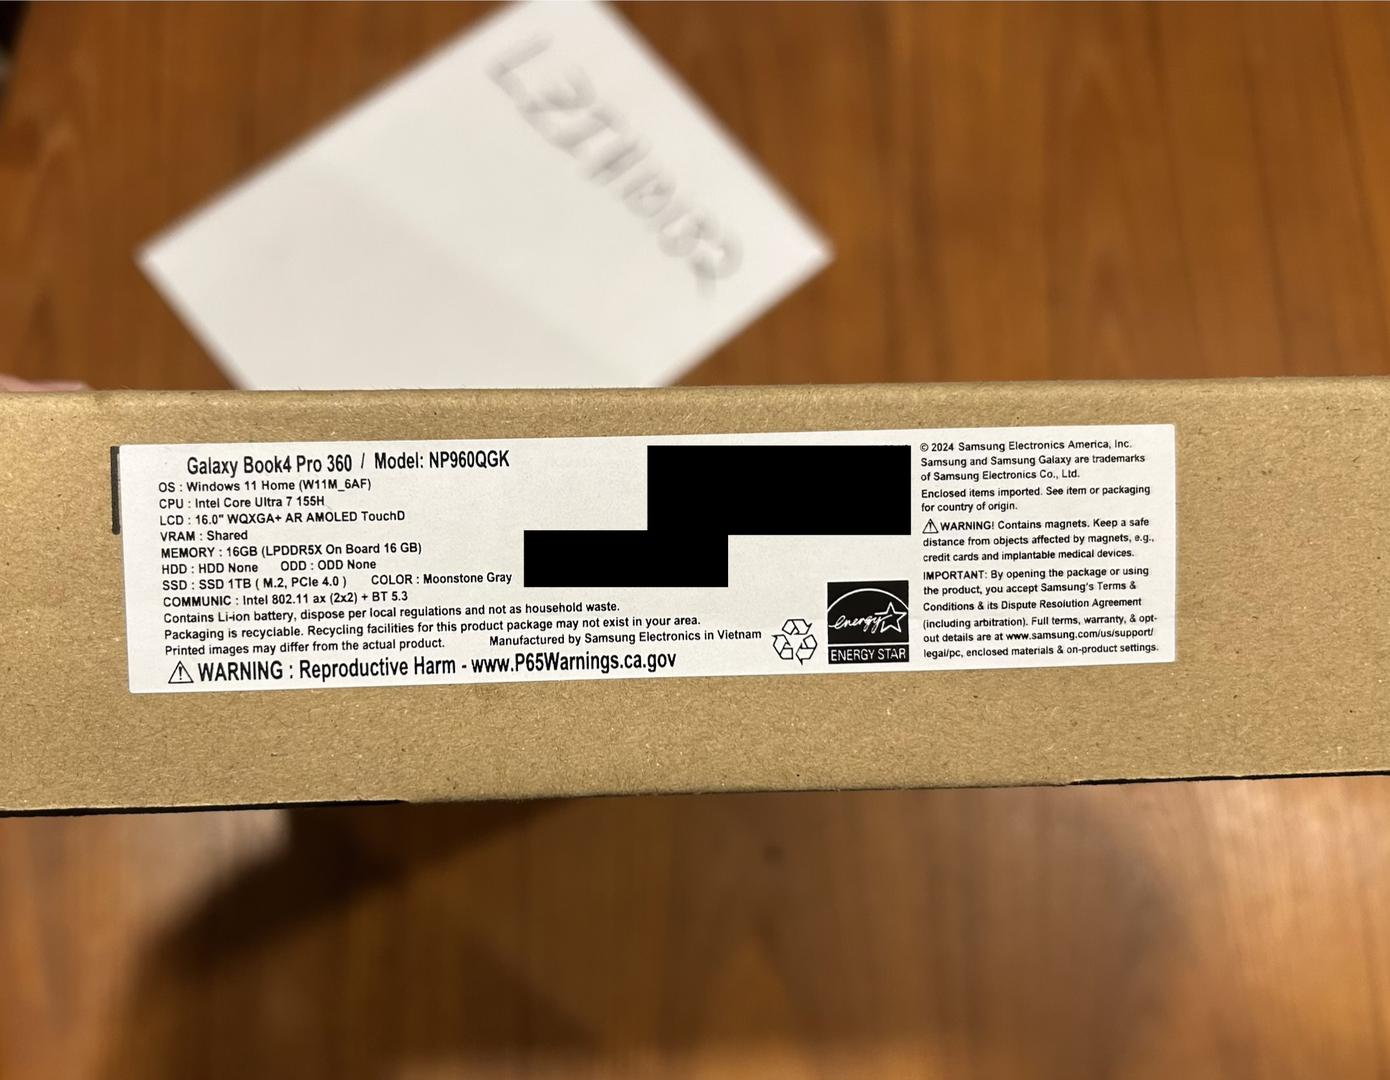 Galaxy Book4 Pro 360 / Model: NP960QGK
OS : Windows 11 Home (W11M_6AF)
CPU : Intel Core Ultra 7 155H
LCD : 16.0" WQXGA+ AR AMOLED TouchD
VRAM : Shared
MEMORY : 16GB (LPDDR5X On Board 16 GB)
HDD : HDD None ODD : ODD None
SSD : SSD 1TB ( M.2, PCIe 4.0 ) COLOR : Moonstone Gray
COMMUNIC : Intel 802.11 ax (2x2) + BT 5.3
Contains Li-ion battery, dispose per local regulations and not as household waste.
Packaging is recyclable. Recycling facilities for this product package may not exist in your area.
Printed images may differ from the actual product. Manufactured by Samsung Electronics in Vietnam
WARNING : Reproductive Harm - www.P65Warnings.ca.gov
energy
ENERGY STAR
© 2024 Samsung Electronics America, Inc.
Samsung and Samsung Galaxy are trademarks
of Samsung Electronics Co., Ltd.
Enclosed items imported. See item or packaging
for country of origin.
WARNING! Contains magnets. Keep a safe
distance from objects affected by magnets, e.g.,
credit cards and implantable medical devices.
IMPORTANT: By opening the package or using
the product, you accept Samsung's Terms &
Conditions & its Dispute Resolution Agreement
(including arbitration). Full terms, warranty, & opt-
out details are at www.samsung.com/us/support/
legal/pc, enclosed materials & on-product settings.